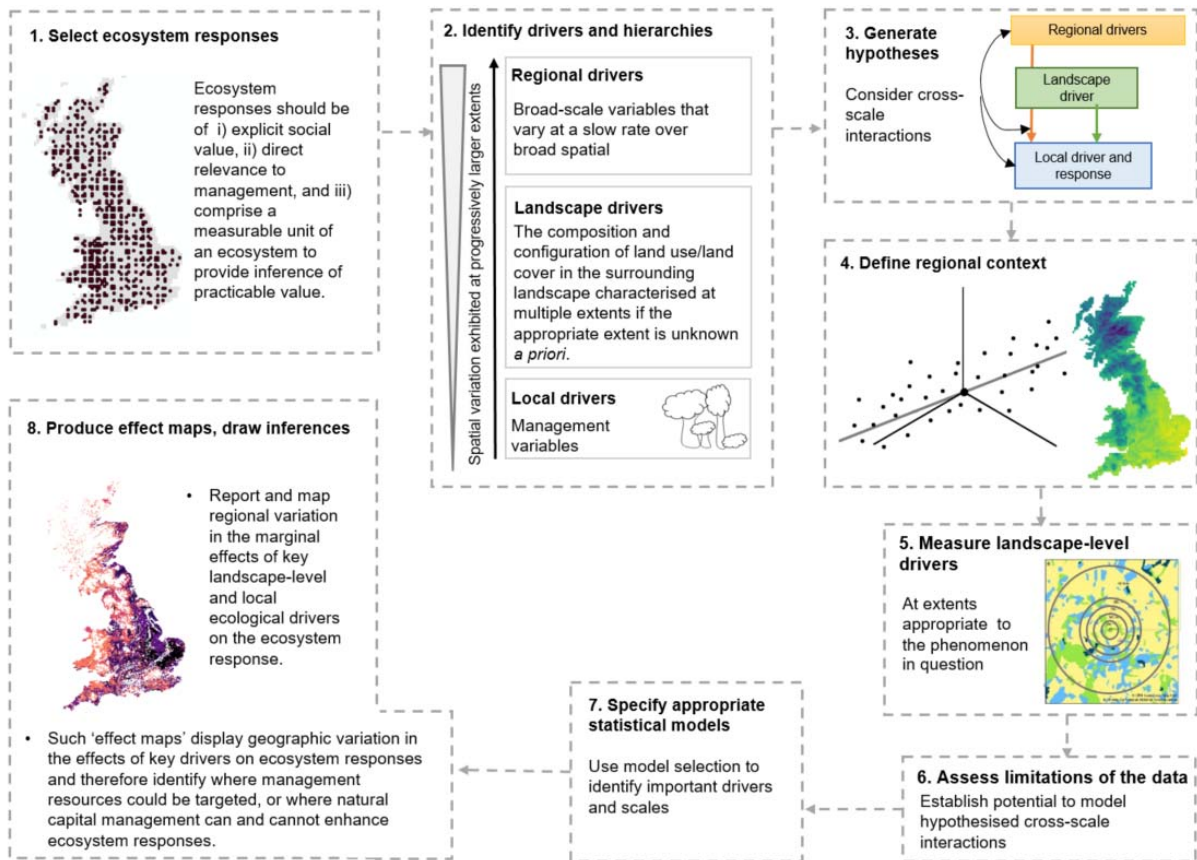 1. Select ecosystem responses
Ecosystem
responses should be
of i) explicit social
value, ii) direct
relevance to
management, and iii)
comprise a
measurable unit of
an ecosystem to
provide inference of
practicable value.
2. Identify drivers and hierarchies
Spatial variation exhibited at progressively larger extents
Regional drivers
Broad-scale variables that
vary at a slow rate over
broad spatial
Landscape drivers
The composition and
configuration of land use/land
cover in the surrounding
landscape characterised at
multiple extents if the
appropriate extent is unknown
a priori.
Local drivers
Management
variables
3. Generate
hypotheses
Consider cross-
scale
interactions
Regional drivers
Landscape
driver
Local driver and
response
4. Define regional context
5. Measure landscape-level
drivers
At extents
appropriate to
the phenomenon
in question
6. Assess limitations of the data
Establish potential to model
hypothesised cross-scale
interactions
7. Specify appropriate
statistical models
Use model selection to
identify important drivers
and scales
8. Produce effect maps, draw inferences
• Report and map
regional variation
in the marginal
effects of key
landscape-level
and local
ecological drivers
on the ecosystem
response.
• Such ‘effect maps’ display geographic variation in
the effects of key drivers on ecosystem responses
and therefore identify where management
resources could be targeted, or where natural
capital management can and cannot enhance
ecosystem responses.